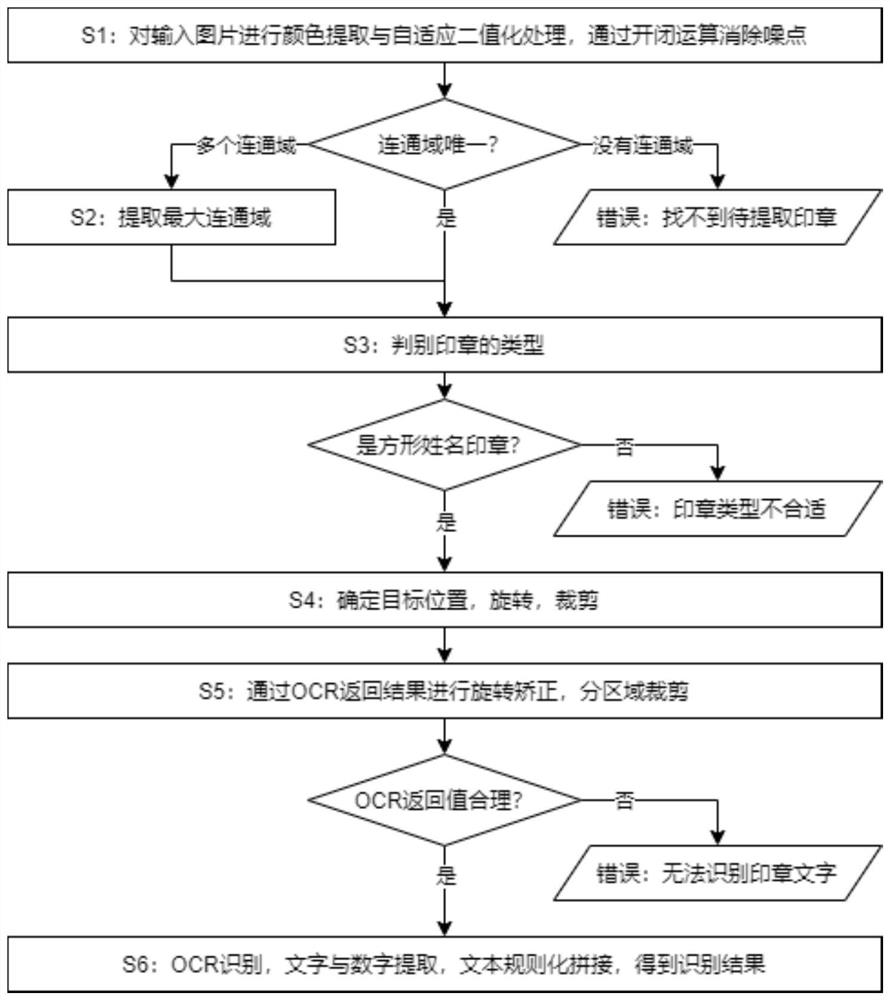 S1：对输入图片进行颜色提取与自适应二值化处理，通过开闭运算消除噪点
连通域唯一？
多个连通域
没有连通域
S2：提取最大连通域
是
错误：找不到待提取印章
S3：判别印章的类型
是方形姓名印章？
否
错误：印章类型不合适
是
S4：确定目标位置，旋转，裁剪
S5：通过OCR返回结果进行旋转矫正，分区域裁剪
OCR返回值合理？
否
错误：无法识别印章文字
是
S6：OCR识别，文字与数字提取，文本规则化拼接，得到识别结果